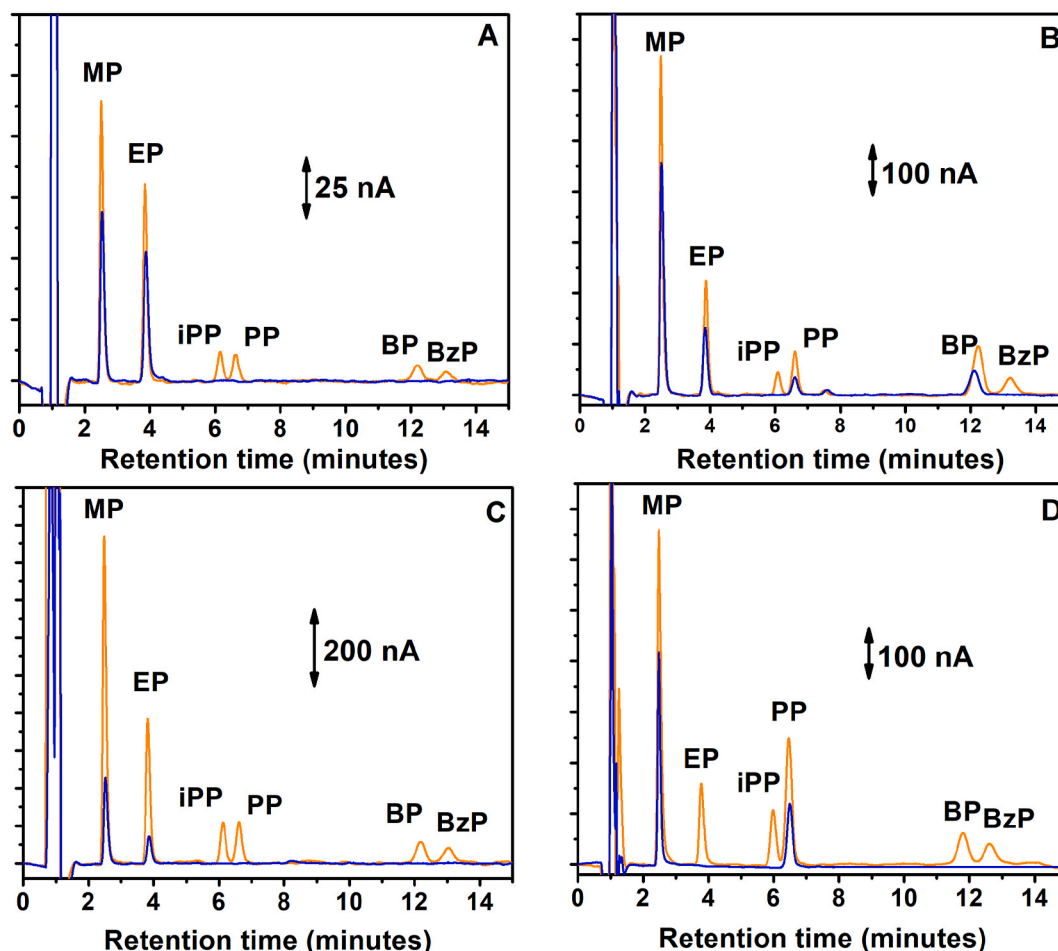 A
MP
EP
25 nA
iPP PP
BP BzP
0 2 4 6 8 10 12 14
Retention time (minutes)
B
MP
100 nA
EP
iPP PP
BP BzP
0 2 4 6 8 10 12 14
Retention time (minutes)
C
MP
200 nA
EP
iPP PP
BP BzP
0 2 4 6 8 10 12 14
Retention time (minutes)
D
MP
100 nA
PP
EP
iPP
BP BzP
0 2 4 6 8 10 12 14
Retention time (minutes)